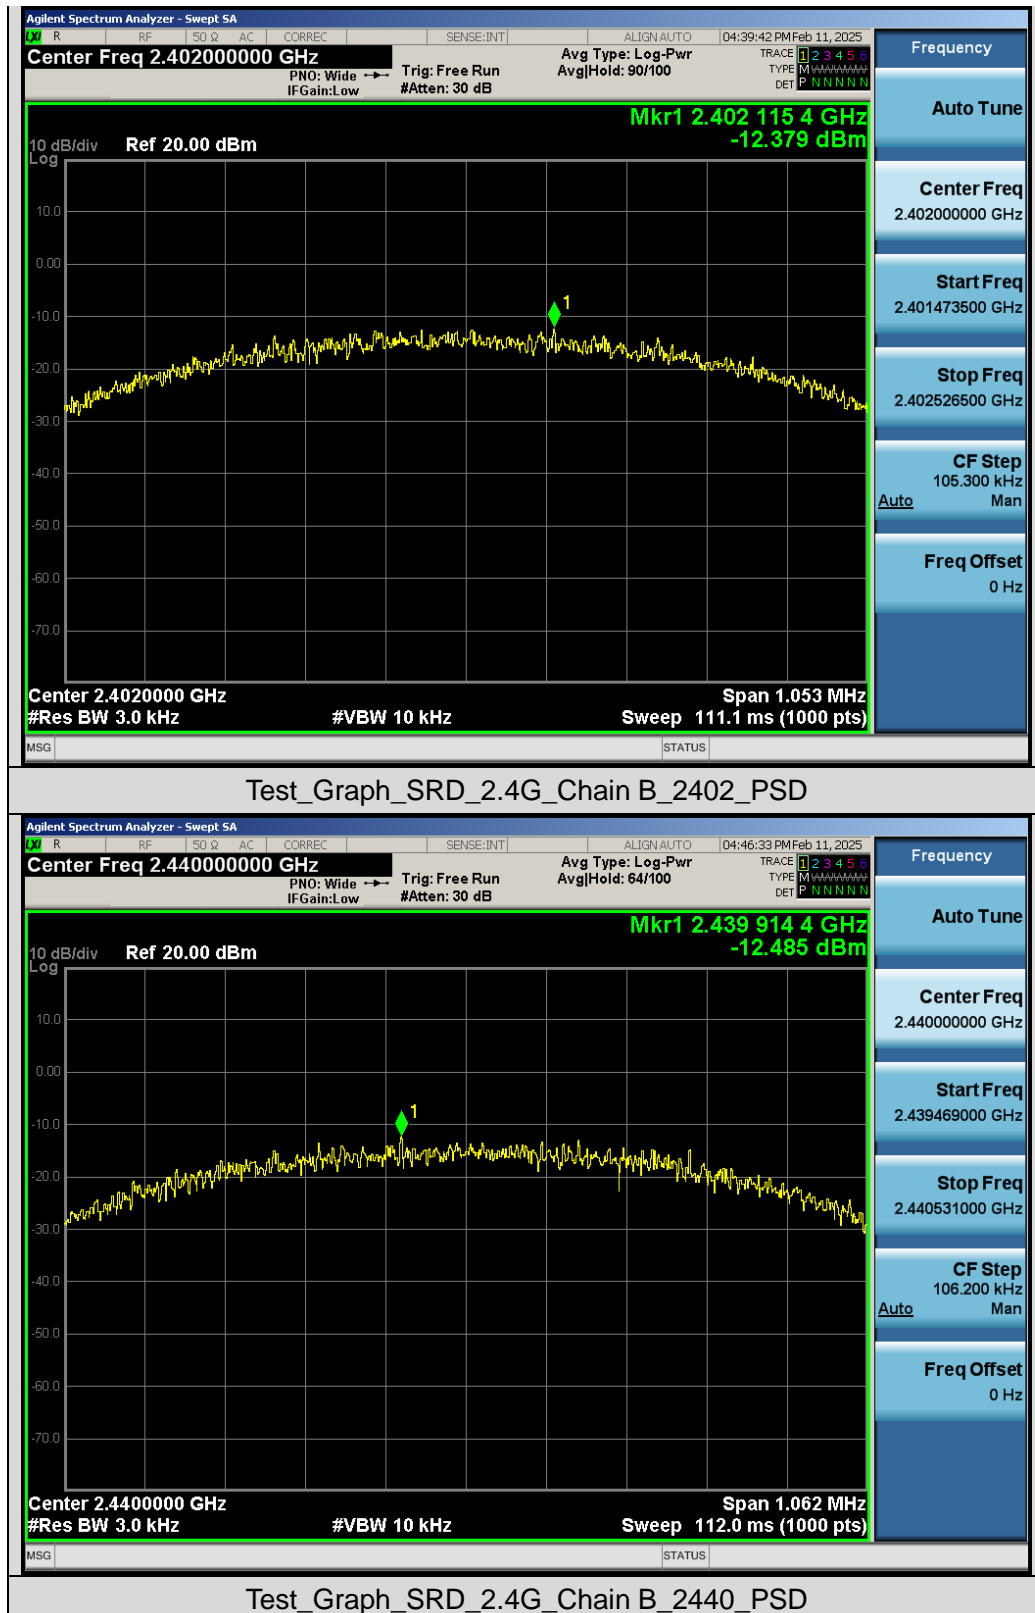 Agilent Spectrum Analyzer - Swept SA
LXI R RF 50 Ω AC CORREC SENSE:INT ALIGN AUTO 04:39:42 PM Feb 11, 2025
Center Freq 2.402000000 GHz
PNO: Wide
IFGain:Low
Trig: Free Run
#Atten: 30 dB
Avg Type: Log-Pwr
Avg|Hold: 90/100
TRACE 1 2 3 4 5 6
TYPE M
DET P N N N N N
Mkr1 2.402 115 4 GHz
-12.379 dBm
10 dB/div Ref 20.00 dBm
Log
10.0
0.00
-10.0
-20.0
-30.0
-40.0
-50.0
-60.0
-70.0
1
Center 2.4020000 GHz Span 1.053 MHz
#Res BW 3.0 kHz #VBW 10 kHz Sweep 111.1 ms (1000 pts)
MSG STATUS
Frequency
Auto Tune
Center Freq
2.402000000 GHz
Start Freq
2.401473500 GHz
Stop Freq
2.402526500 GHz
CF Step
105.300 kHz
Auto Man
Freq Offset
0 Hz
Test_Graph_SRD_2.4G_Chain B_2402_PSD
Agilent Spectrum Analyzer - Swept SA
LXI R RF 50 Ω AC CORREC SENSE:INT ALIGN AUTO 04:46:33 PM Feb 11, 2025
Center Freq 2.440000000 GHz
PNO: Wide
IFGain:Low
Trig: Free Run
#Atten: 30 dB
Avg Type: Log-Pwr
Avg|Hold: 64/100
TRACE 1 2 3 4 5 6
TYPE M
DET P N N N N N
Mkr1 2.439 914 4 GHz
-12.485 dBm
10 dB/div Ref 20.00 dBm
Log
10.0
0.00
-10.0
-20.0
-30.0
-40.0
-50.0
-60.0
-70.0
1
Center 2.4400000 GHz Span 1.062 MHz
#Res BW 3.0 kHz #VBW 10 kHz Sweep 112.0 ms (1000 pts)
MSG STATUS
Frequency
Auto Tune
Center Freq
2.440000000 GHz
Start Freq
2.439469000 GHz
Stop Freq
2.440531000 GHz
CF Step
106.200 kHz
Auto Man
Freq Offset
0 Hz
Test_Graph_SRD_2.4G_Chain B_2440_PSD